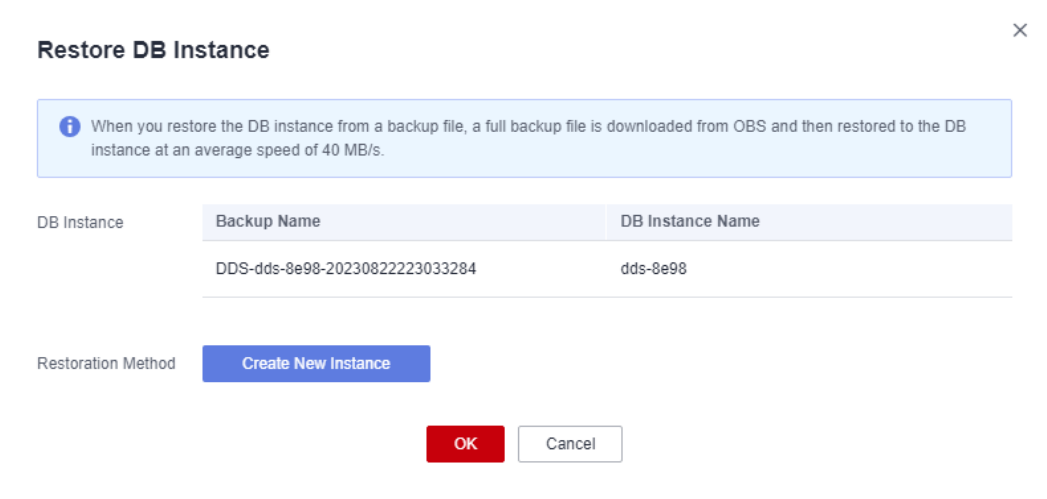 Restore DB Instance
When you restore the DB instance from a backup file, a full backup file is downloaded from OBS and then restored to the DB
instance at an average speed of 40 MB/s.
DB Instance
Backup Name
DB Instance Name
DDS-dds-8e98-20230822223033284
dds-8e98
Restoration Method
Create New Instance
OK
Cancel